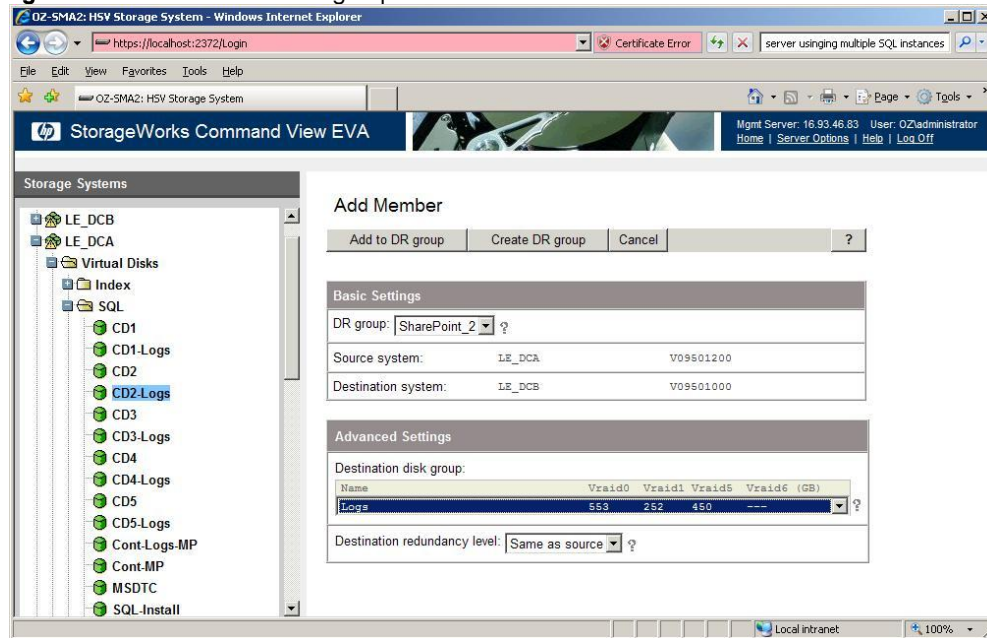 OZ-SMA2: HSV Storage System - Windows Internet Explorer
https://localhost:2372/Login
Certificate Error
server usinging multiple SQL instances
File Edit View Favorites Tools Help
OZ-SMA2: HSV Storage System
Page Tools
hp StorageWorks Command View EVA
Mgmt Server: 16.93.46.83 User: OZ\administrator
Home | Server Options | Help | Log Off
Storage Systems
LE_DCB
LE_DCA
Virtual Disks
Index
SQL
CD1
CD1-Logs
CD2
CD2-Logs
CD3
CD3-Logs
CD4
CD4-Logs
CD5
CD5-Logs
Cont-Logs-MP
Cont-MP
MSDTC
SQL-Install
Add Member
Add to DR group Create DR group Cancel ?
Basic Settings
DR group: SharePoint_2 ?
Source system: LE_DCA V09501200
Destination system: LE_DCB V09501000
Advanced Settings
Destination disk group:
Name Vraid0 Vraid1 Vraid5 Vraid6 (GB)
Logs 553 252 450 --- ?
Destination redundancy level: Same as source ?
Local intranet 100%